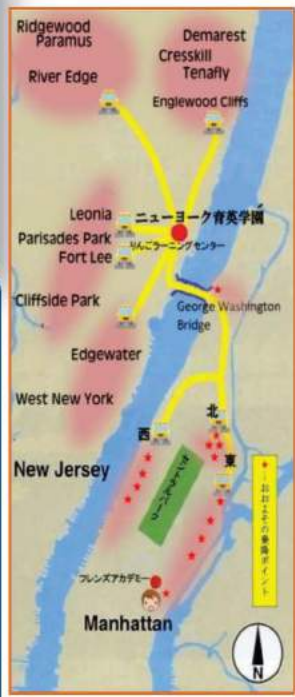 Ridgewood
Paramus
River Edge
Demarest
Cresskill
Tenafly
Englewood Cliffs
Leonia
ニューヨーク育英学園
Parisades Park
りんごラーニングセンター
Fort Lee
Cliffside Park
George Washington
Bridge
Edgewater
West New York
西
北
東
New Jersey
セントラルパーク
★…おおよその乗降ポイント
フレンズアカデミー
Manhattan
N